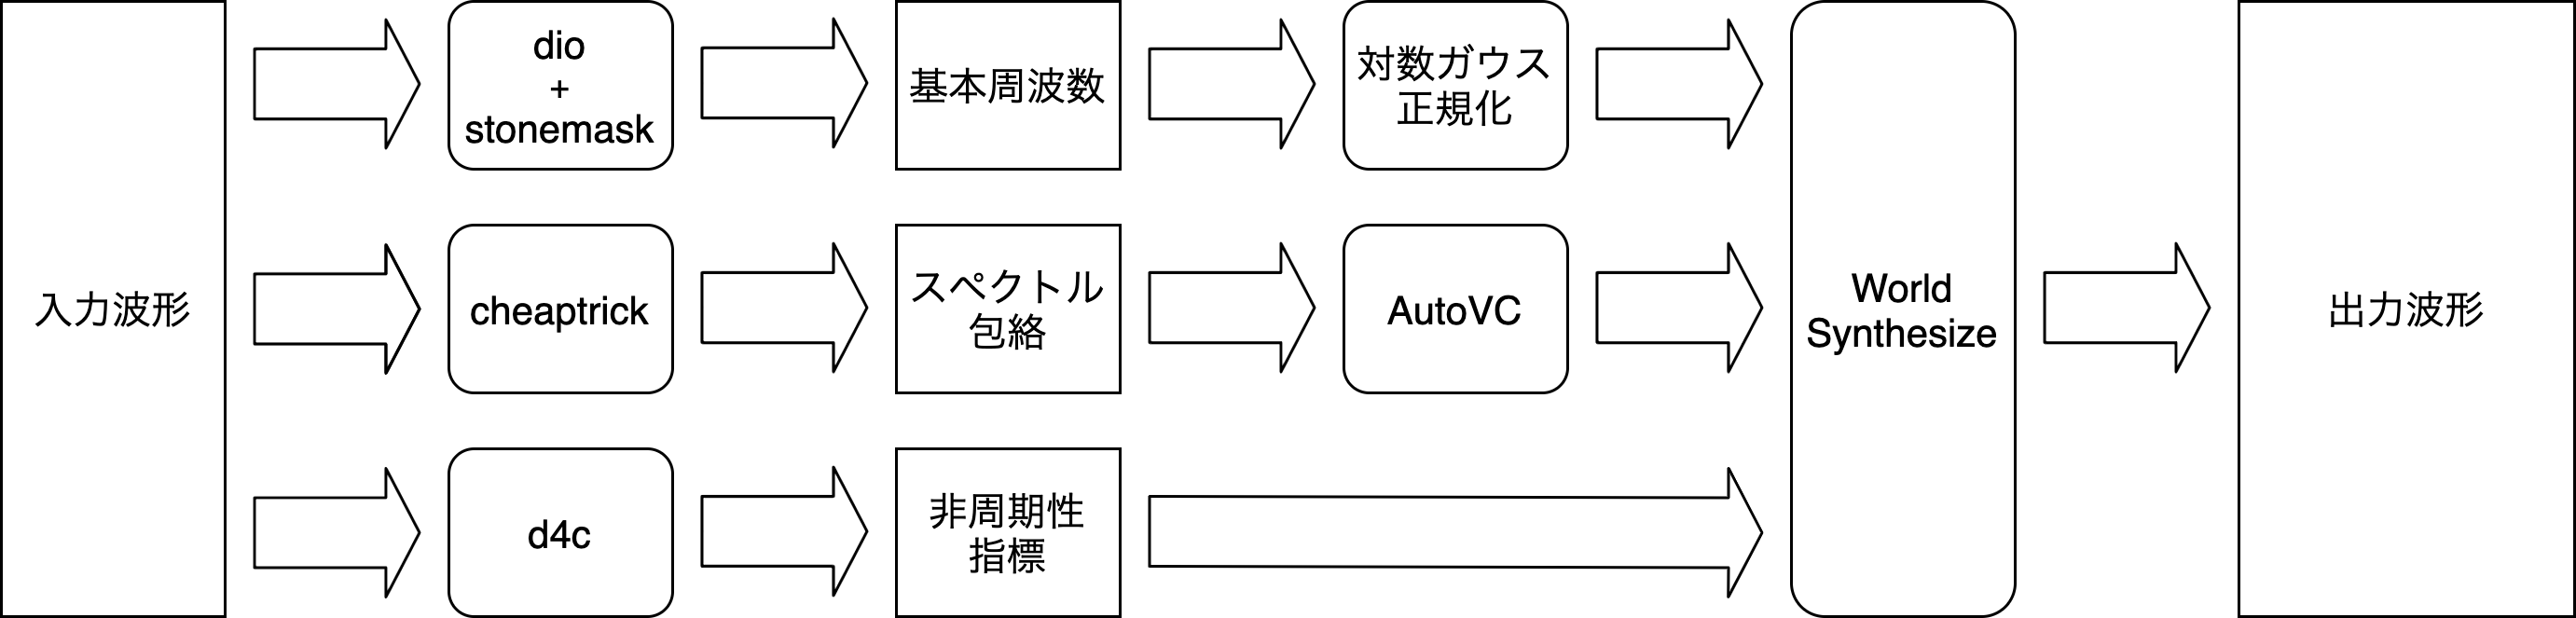 入力波形
dio
+
stonemask
基本周波数
対数ガウス
正規化
cheaptrick
スペクトル
包絡
AutoVC
d4c
非周期性
指標
World
Synthesize
出力波形